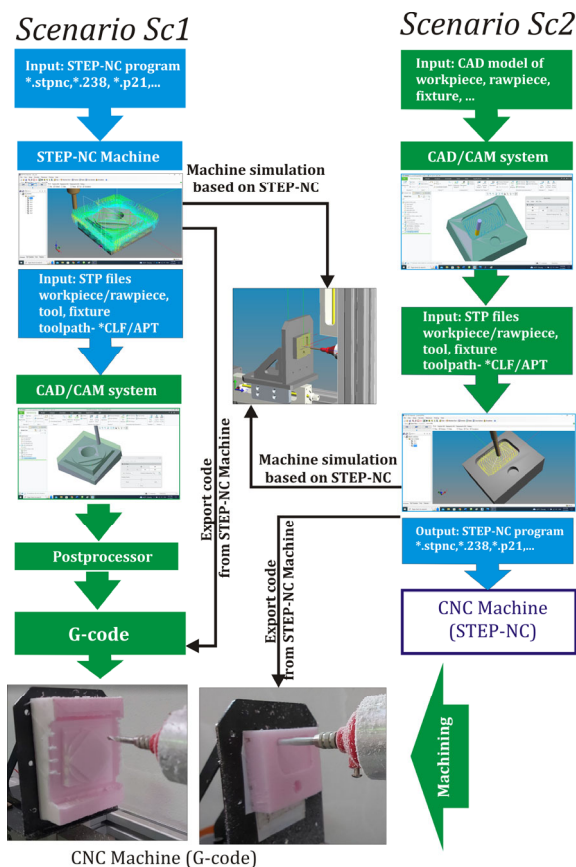 Scenario Sc1
Input: STEP-NC program
*.stpnc,*.238, *.p21,...
STEP-NC Machine
Input: STP files
workpiece/rawpiece,
tool, fixture
toolpath- *CLF/APT
CAD/CAM system
Postprocessor
G-code
Machine simulation
based on STEP-NC
Export code
from STEP-NC Machine
Machine simulation
based on STEP-NC
Export code
from STEP-NC Machine
Scenario Sc2
Input: CAD model of
workpiece, rawpiece,
fixture, ...
CAD/CAM system
Input: STP files
workpiece/rawpiece,
tool, fixture
toolpath- *CLF/APT
Output: STEP-NC program
*.stpnc,*.238,*.p21,...
CNC Machine
(STEP-NC)
Machining
CNC Machine (G-code)